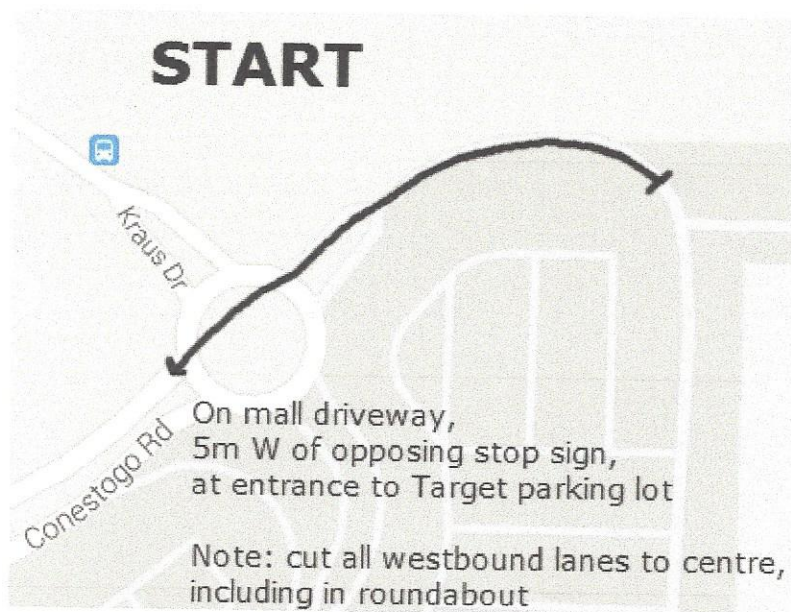 START
Kraus Dr
Conestogo Rd
On mall driveway,
5m W of opposing stop sign,
at entrance to Target parking lot
Note: cut all westbound lanes to centre,
including in roundabout